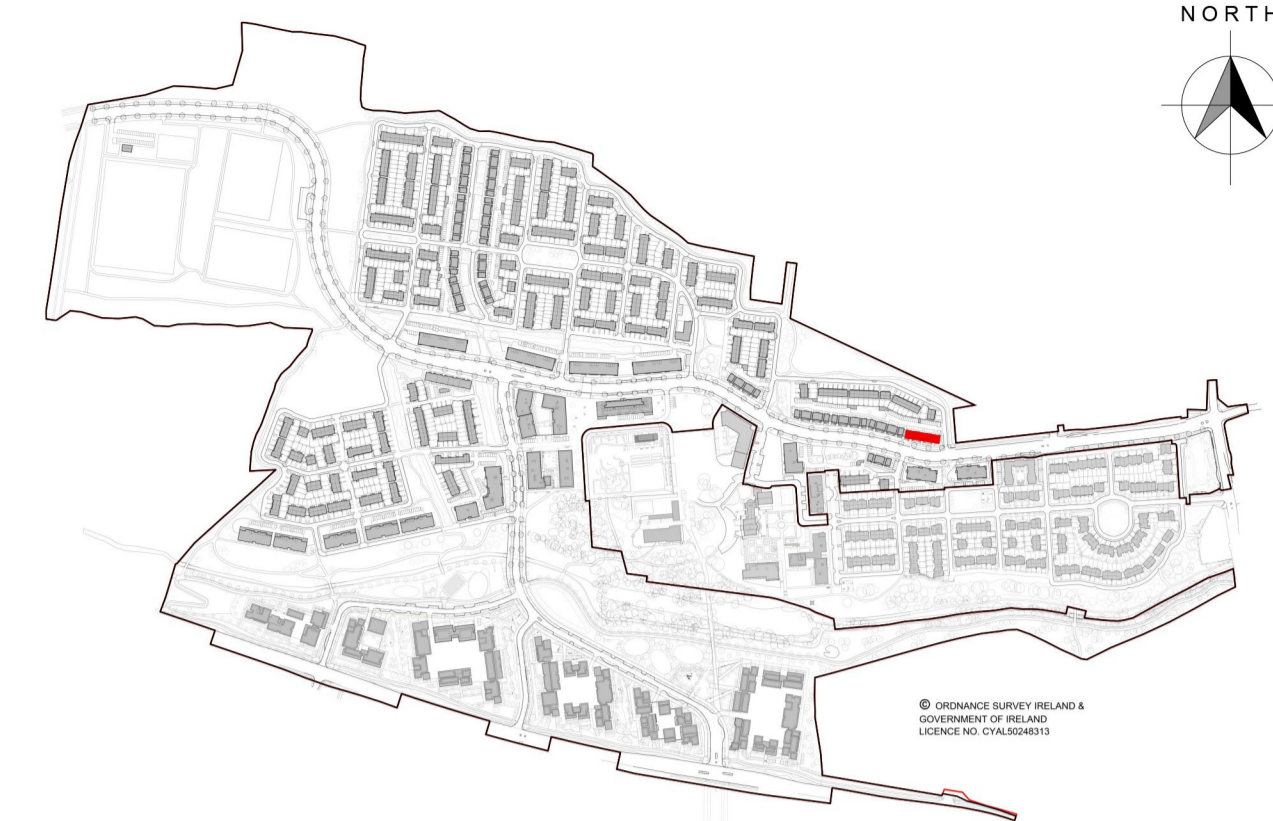 NORTH
© ORDNANCE SURVEY IRELAND &
GOVERNMENT OF IRELAND
LICENCE NO. CYAL50248313